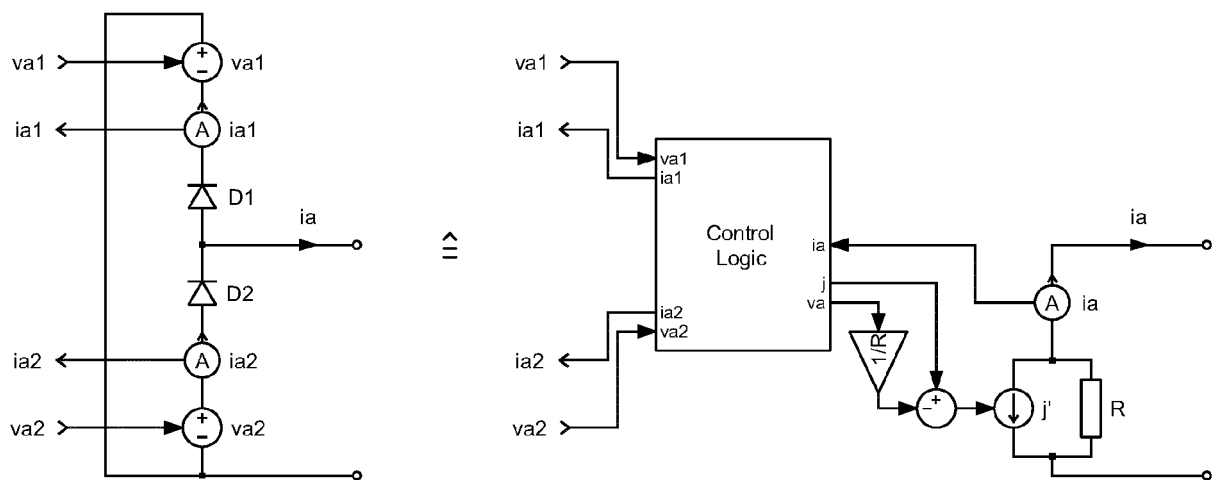 va1
+
−
va1
ia1
A
ia1
D1
ia
D2
ia2
A
ia2
va2
+
−
va2
≙
va1
ia1
va1
ia1
Control
Logic
ia
j
va
ia2
va2
ia2
va2
1/R
−
+
j'
R
A
ia
ia